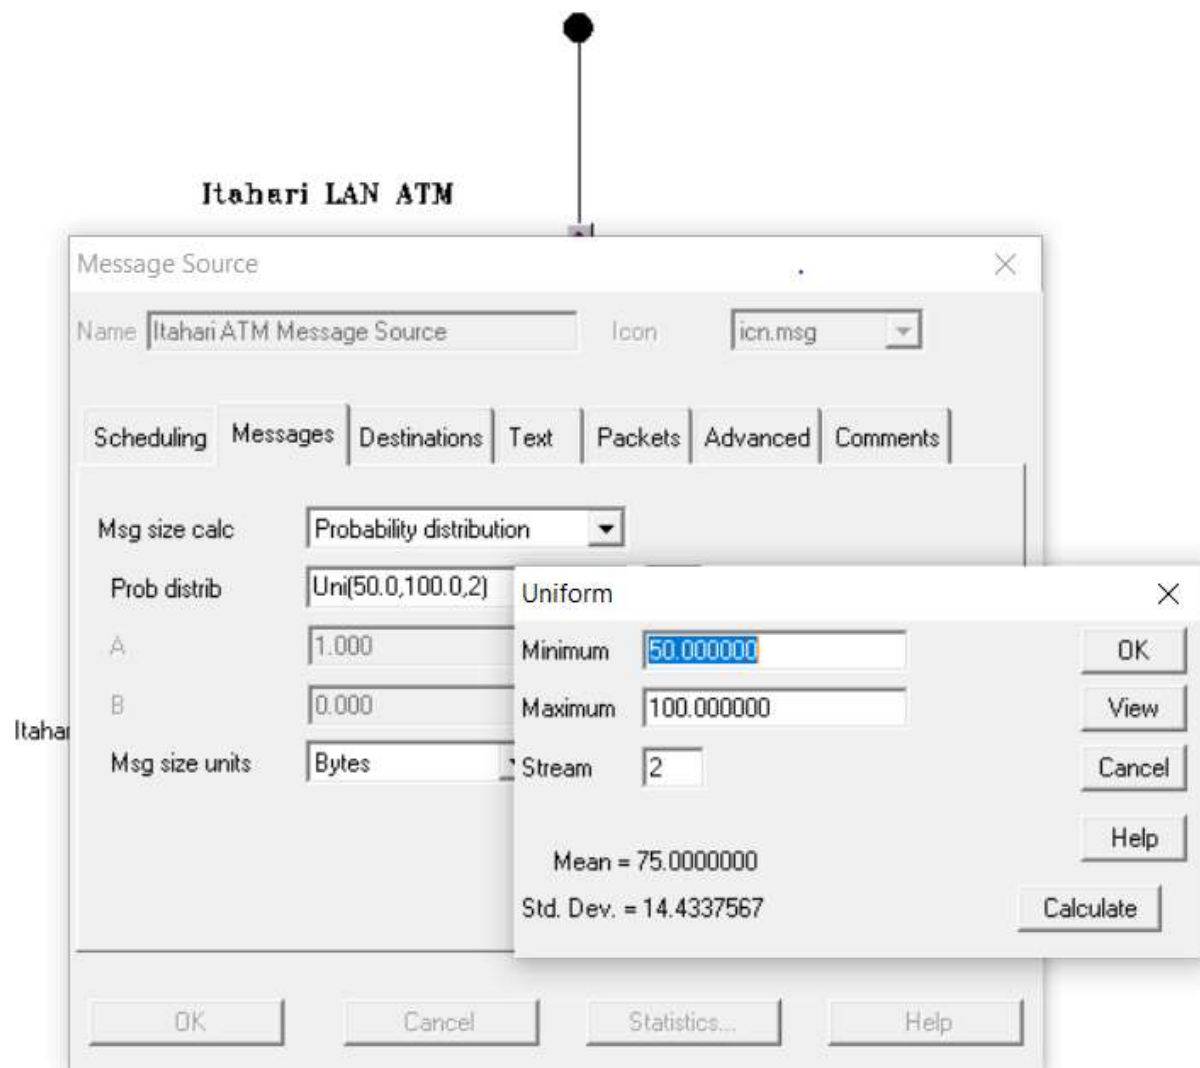 Itahari LAN ATM
Message Source
Name Itahari ATM Message Source Icon icn.msg
Scheduling Messages Destinations Text Packets Advanced Comments
Msg size calc Probability distribution
Prob distrib Uni(50.0,100.0,2)
Uniform
A 1.000
Minimum 50.000000 OK
B 0.000
Maximum 100.000000 View
Itahar
Msg size units Bytes
Stream 2 Cancel
Help
Mean = 75.0000000
Std. Dev. = 14.4337567 Calculate
OK Cancel Statistics... Help